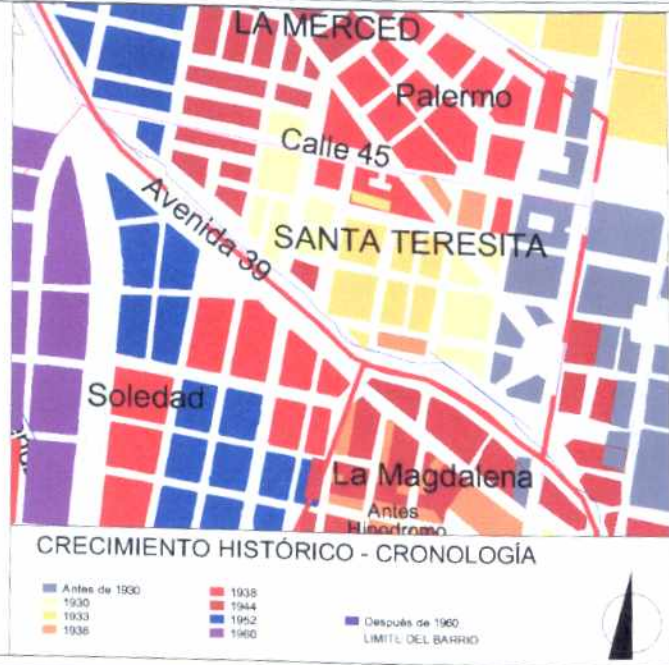 LA MERCED
Palermo
Calle 45
Avenida 39
SANTA TERESITA
Soledad
La Magdalena
Antes
Hipodromo
CRECIMIENTO HISTÓRICO - CRONOLOGÍA
Antes de 1930
1930
1933
1936
1938
1944
1952
1960
Después de 1960
LIMITE DEL BARRIO